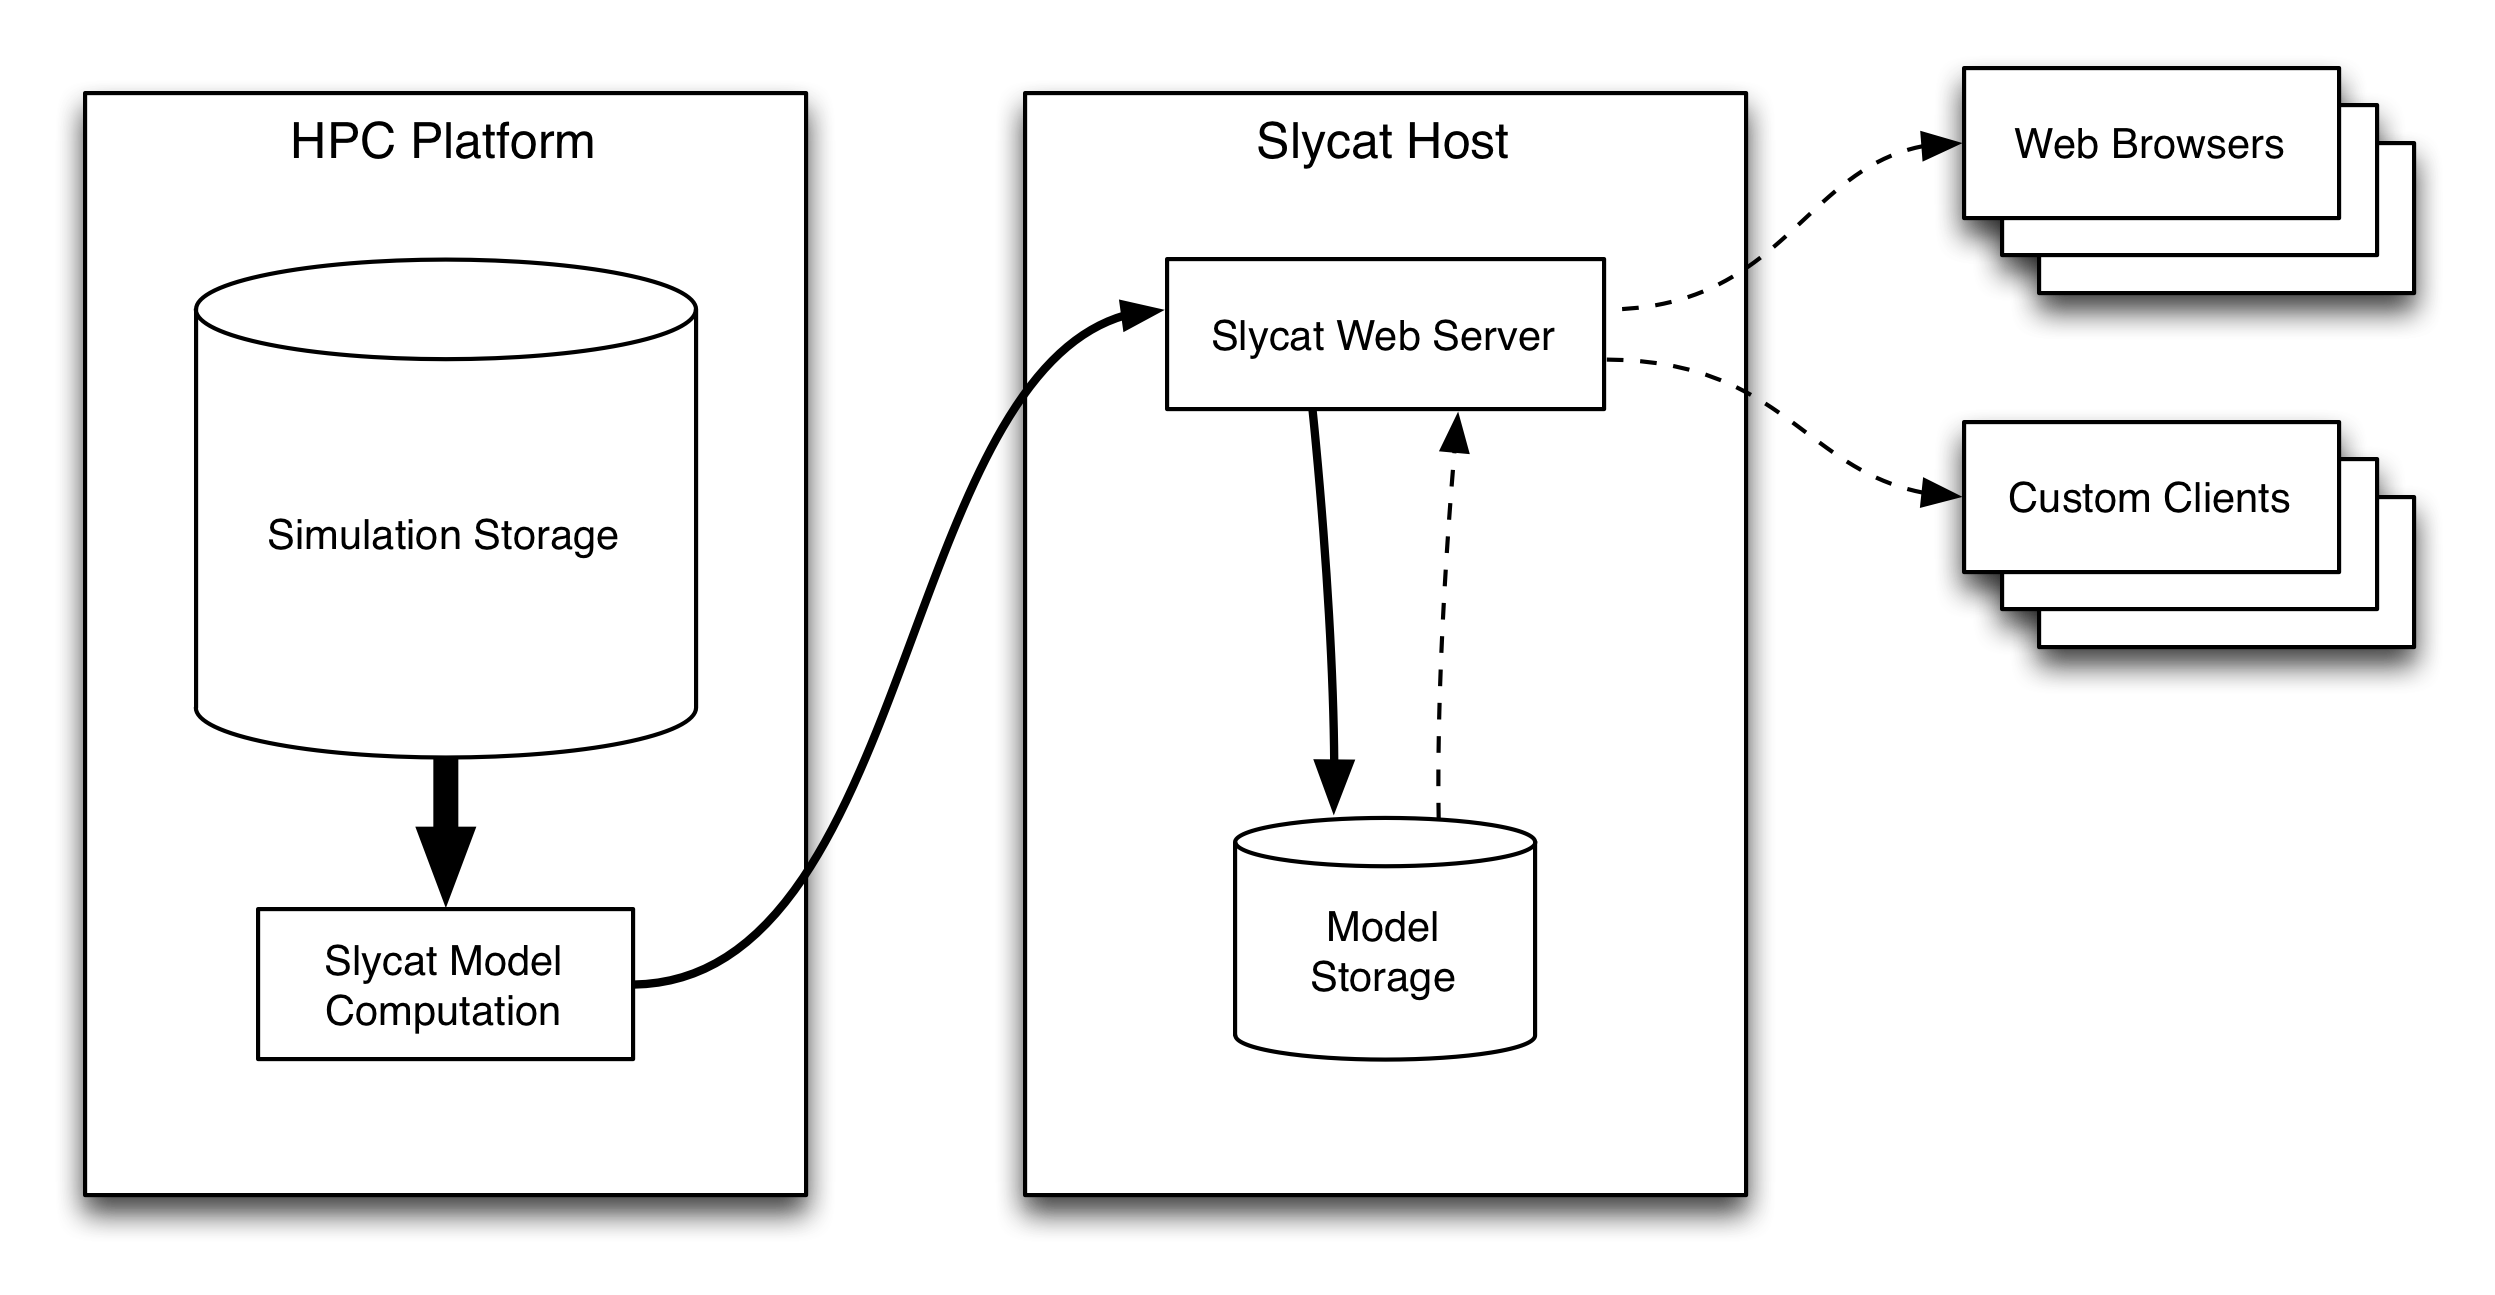 HPC Platform
Simulation Storage
Slycat Model
Computation
Slycat Host
Slycat Web Server
Model
Storage
Web Browsers
Custom Clients